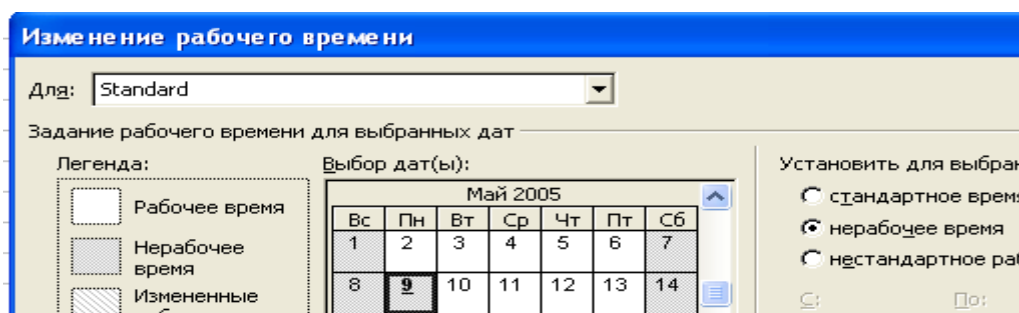 Изменение рабочего времени
Для: Standard
Задание рабочего времени для выбранных дат
Легенда:
Выбор дат(ы):
Рабочее время
Нерабочее
время
Измененные
Май 2005
Вс Пн Вт Ср Чт Пт Сб
1 2 3 4 5 6 7
8 9 10 11 12 13 14
Установить для выбран
стандартное время
нерабочее время
нестандартное раб
С: По: